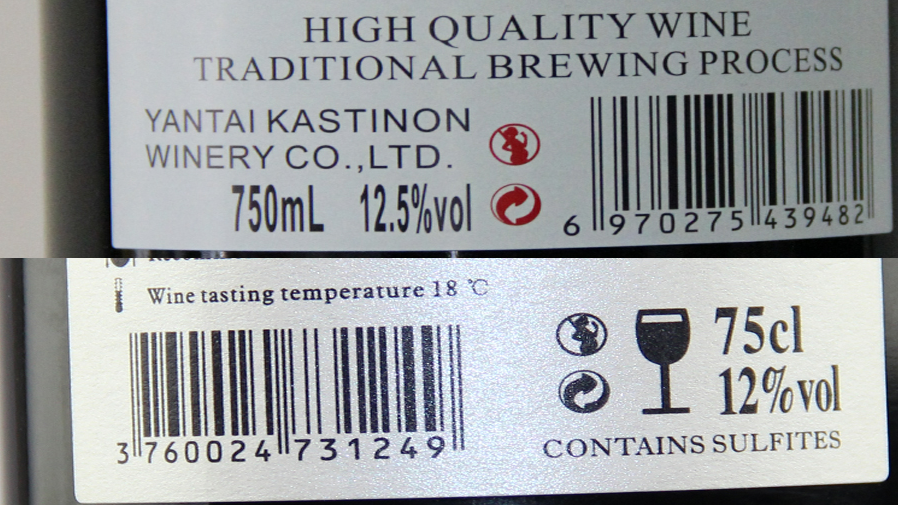 HIGH QUALITY WINE
TRADITIONAL BREWING PROCESS
YANTAI KASTINON
WINERY CO.,LTD.
750mL 12.5%vol
6 970275 439482
Wine tasting temperature 18 ℃
75cl
12%vol
3 760024 731249
CONTAINS SULFITES